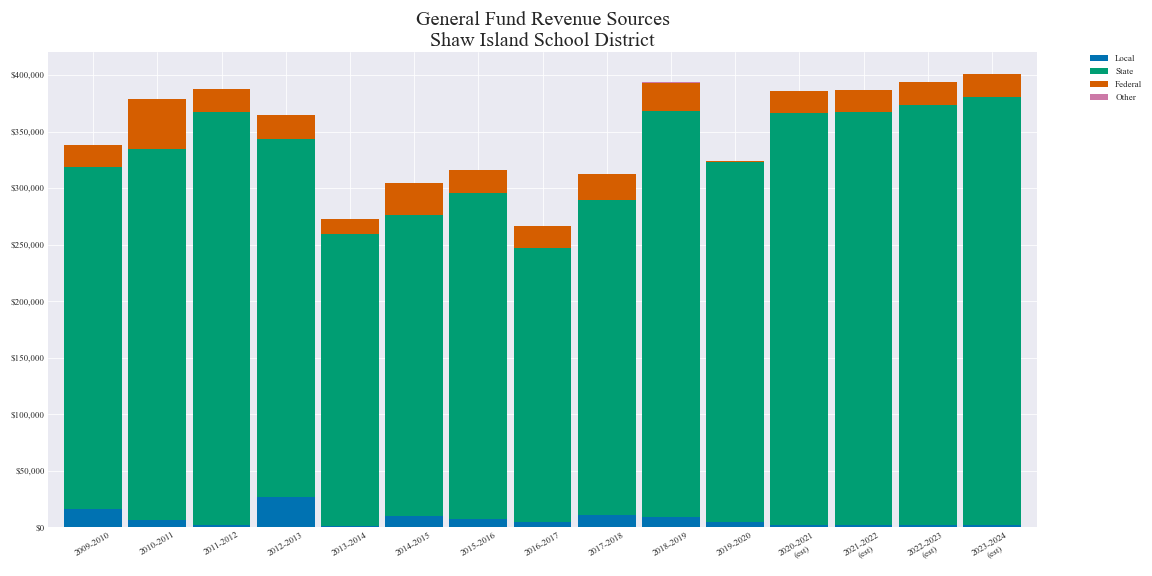 General Fund Revenue Sources
Shaw Island School District
Local
State
Federal
Other
$400,000
$350,000
$300,000
$250,000
$200,000
$150,000
$100,000
$50,000
$0
2009-2010
2010-2011
2011-2012
2012-2013
2013-2014
2014-2015
2015-2016
2016-2017
2017-2018
2018-2019
2019-2020
2020-2021
(est)
2021-2022
(est)
2022-2023
(est)
2023-2024
(est)